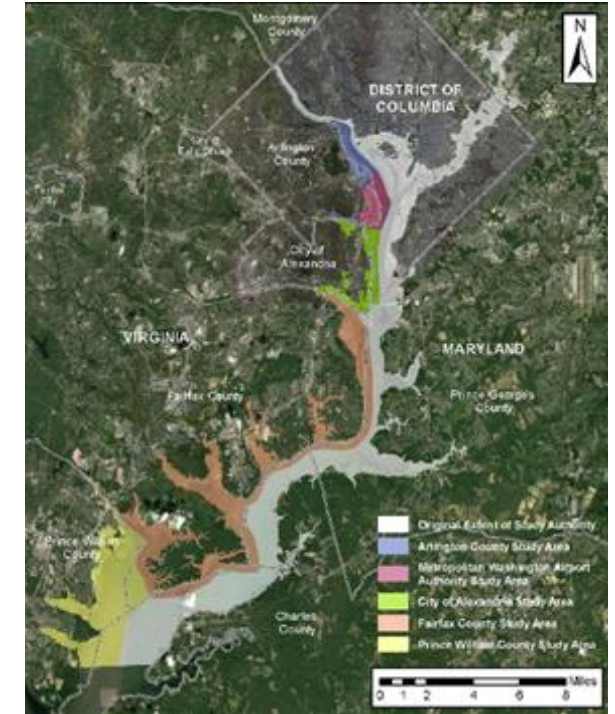 Montgomery
County
N
DISTRICT OF
COLUMBIA
Arlington
County
City of
Alexandria
VIRGINIA
MARYLAND
Fairfax County
Prince George's
County
Prince William
County
Charles
County
Original Extent of Study Authority
Arlington County Study Area
Metropolitan Washington Airport
Authority Study Area
City of Alexandria Study Area
Fairfax County Study Area
Prince William County Study Area
Miles
0 1 2 4 6 8